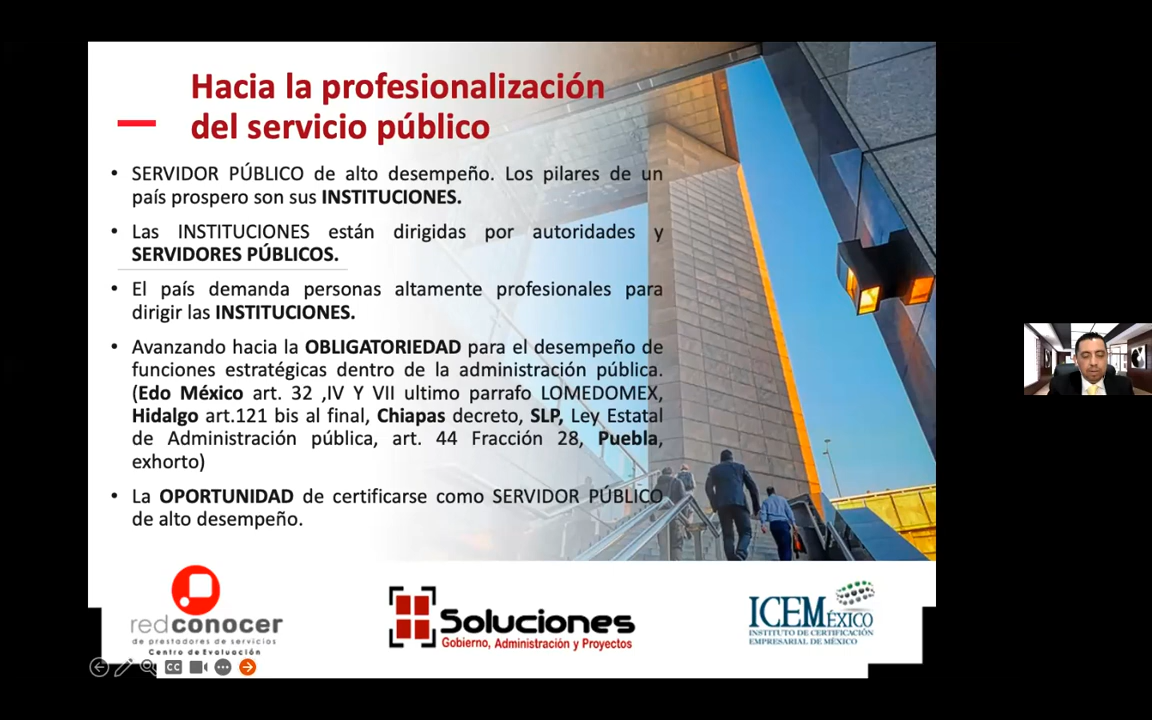 Hacia la profesionalización
del servicio público
• SERVIDOR PÚBLICO de alto desempeño. Los pilares de un
país prospero son sus INSTITUCIONES.
• Las INSTITUCIONES están dirigidas por autoridades y
SERVIDORES PÚBLICOS.
• El país demanda personas altamente profesionales para
dirigir las INSTITUCIONES.
• Avanzando hacia la OBLIGATORIEDAD para el desempeño de
funciones estratégicas dentro de la administración pública.
(Edo México art. 32 ,IV Y VII ultimo parrafo LOMEDOMEX,
Hidalgo art.121 bis al final, Chiapas decreto, SLP, Ley Estatal
de Administración pública, art. 44 Fracción 28, Puebla,
exhorto)
• La OPORTUNIDAD de certificarse como SERVIDOR PÚBLICO
de alto desempeño.
red conocer
de prestadores de servicios
Centro de Evaluación
Soluciones
Gobierno, Administración y Proyectos
ICEMÉXICO
INSTITUTO DE CERTIFICACIÓN
EMPRESARIAL DE MÉXICO
CC